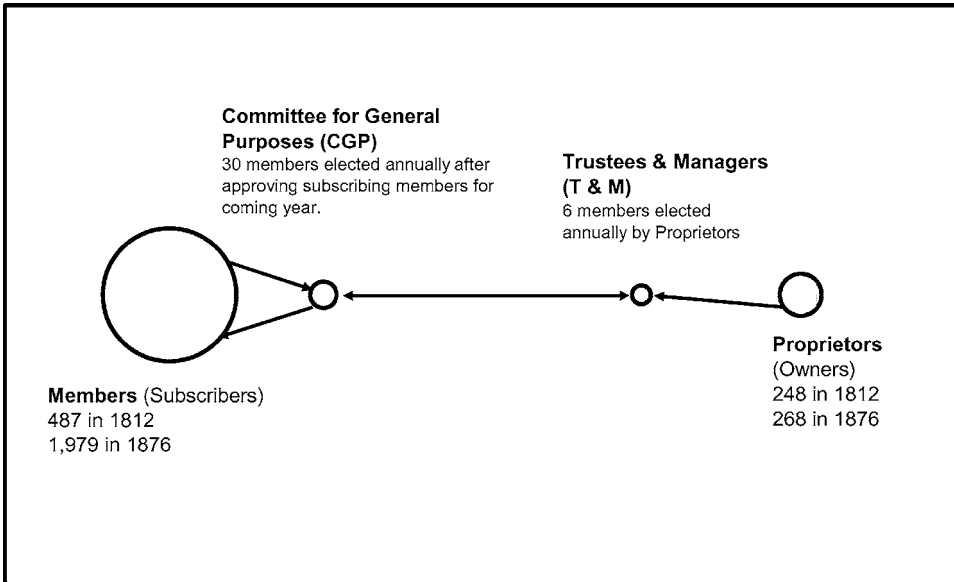 Committee for General
Purposes (CGP)
30 members elected annually after
approving subscribing members for
coming year.
Trustees & Managers
(T & M)
6 members elected
annually by Proprietors
Members (Subscribers)
487 in 1812
1,979 in 1876
Proprietors
(Owners)
248 in 1812
268 in 1876